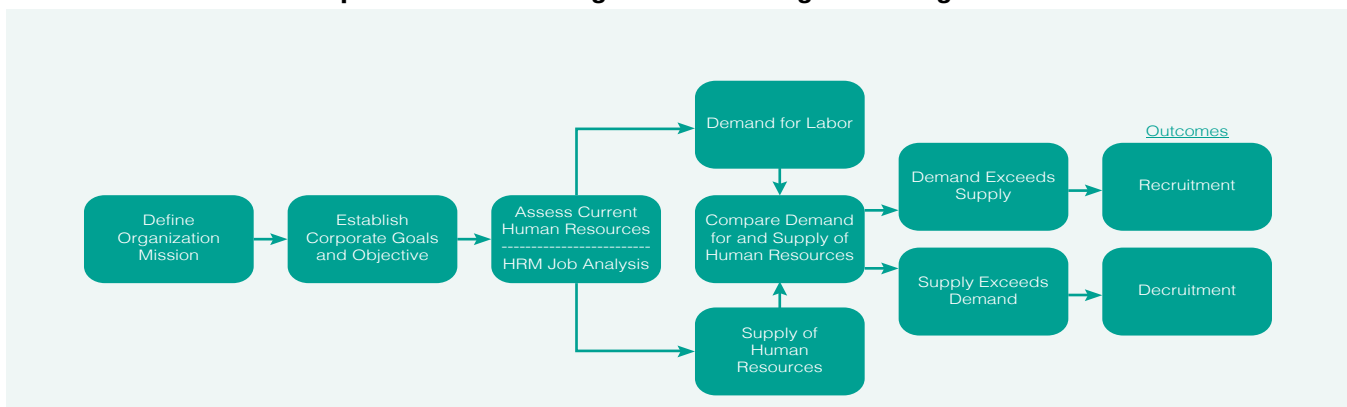 Demand for Labor
Outcomes
Demand Exceeds
Supply
Recruitment
Define
Organization
Mission
Establish
Corporate Goals
and Objective
Assess Current
Human Resources
HRM Job Analysis
Compare Demand
for and Supply of
Human Resources
Supply Exceeds
Demand
Decruitment
Supply of
Human
Resources